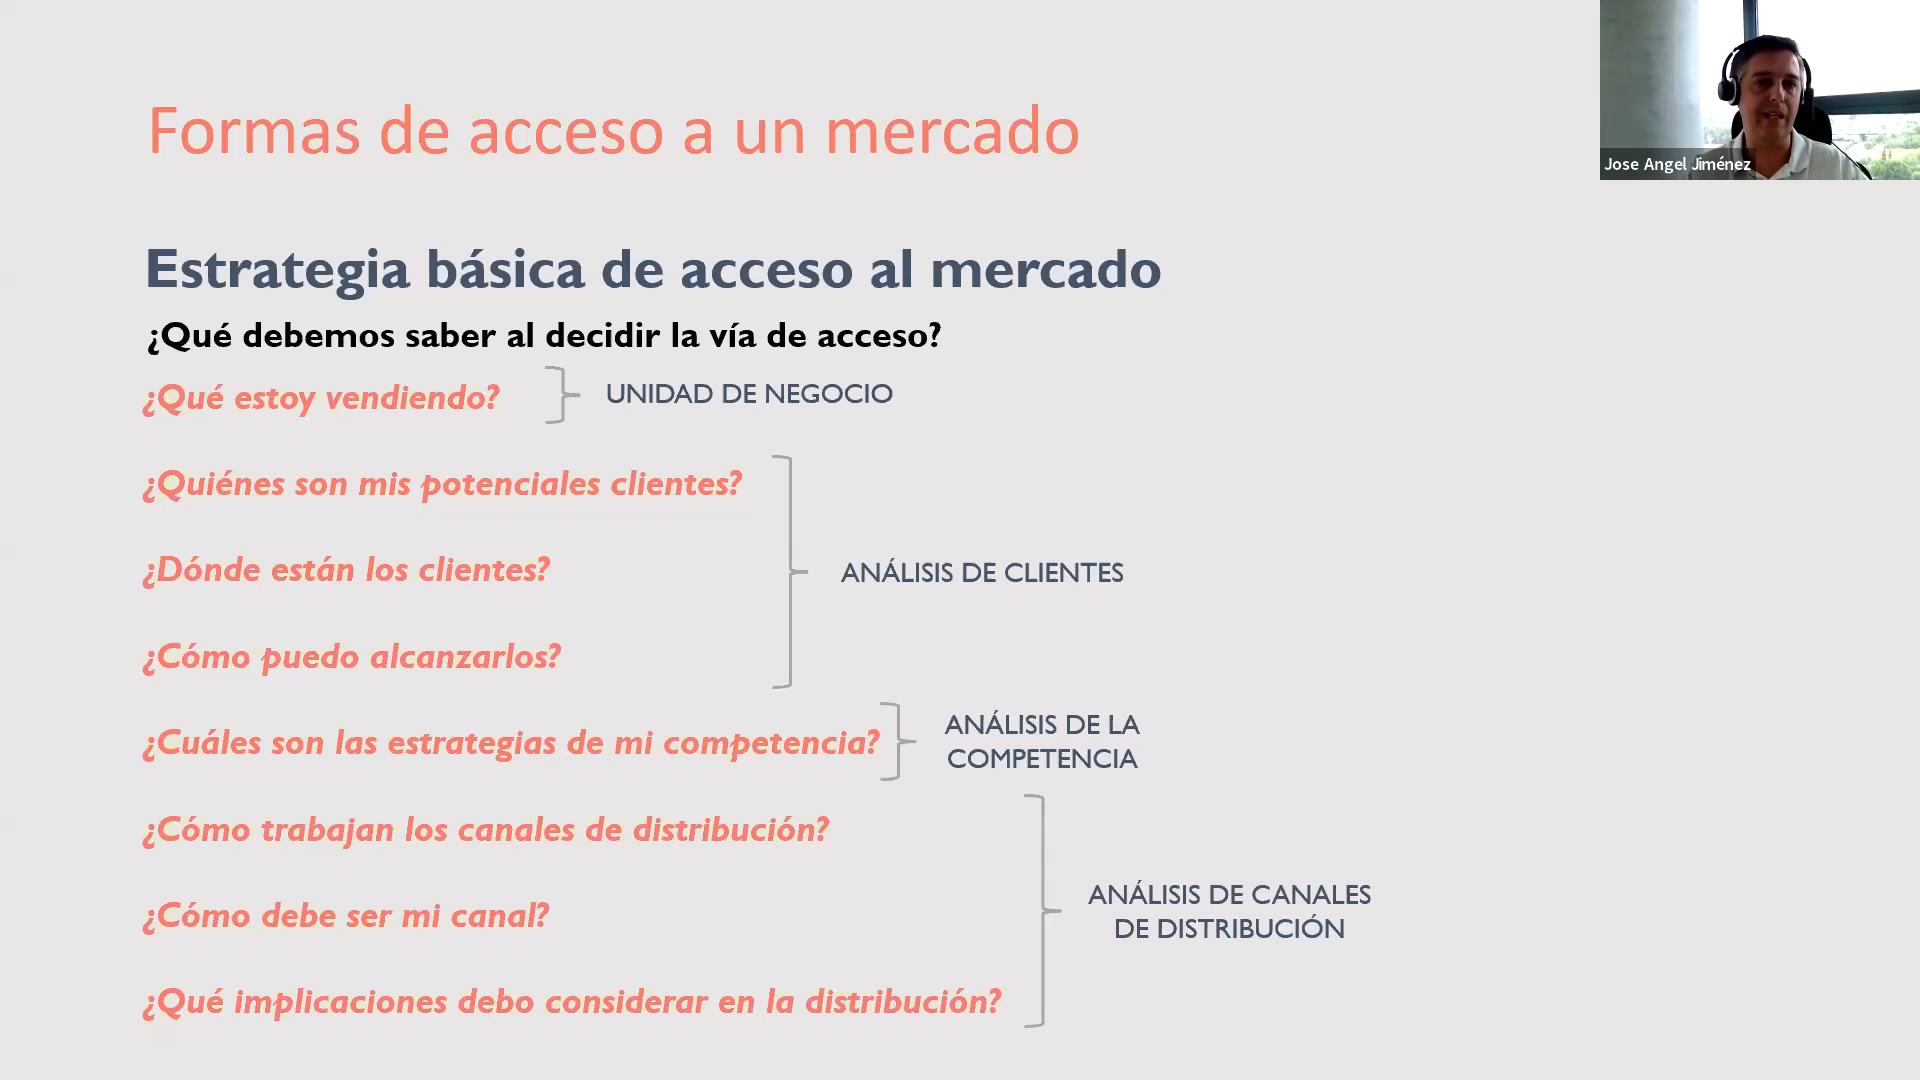 Formas de acceso a un mercado
Jose Angel Jiménez
Estrategia básica de acceso al mercado
¿Qué debemos saber al decidir la vía de acceso?
¿Qué estoy vendiendo?
UNIDAD DE NEGOCIO
¿Quiénes son mis potenciales clientes?
¿Dónde están los clientes?
¿Cómo puedo alcanzarlos?
ANÁLISIS DE CLIENTES
¿Cuáles son las estrategias de mi competencia?
ANÁLISIS DE LA
COMPETENCIA
¿Cómo trabajan los canales de distribución?
¿Cómo debe ser mi canal?
¿Qué implicaciones debo considerar en la distribución?
ANÁLISIS DE CANALES
DE DISTRIBUCIÓN